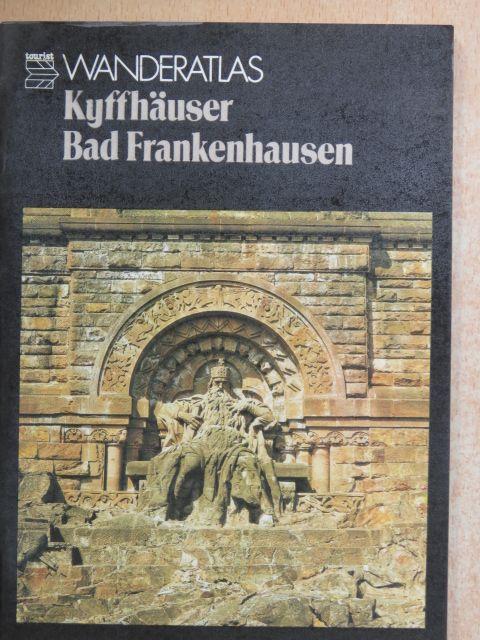 tourist
WANDERATLAS
Kyffhäuser
Bad Frankenhausen